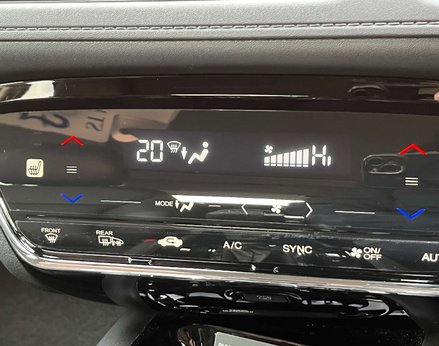 20 Hi
MODE
FRONT REAR A/C SYNC ON/ AUT
OFF